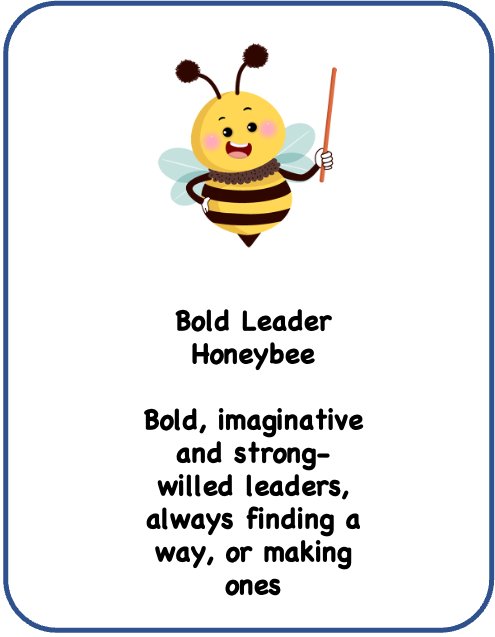 Bold Leader
Honeybee
Bold, imaginative
and strong-
willed leaders,
always finding a
way, or making
ones